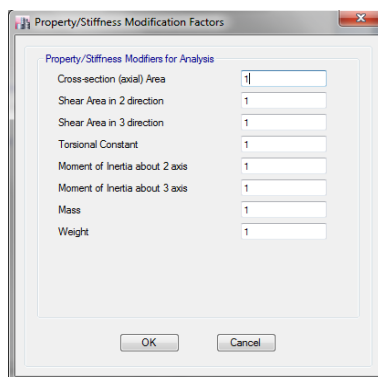 Property/Stiffness Modification Factors
Property/Stiffness Modifiers for Analysis
Cross-section (axial) Area 1
Shear Area in 2 direction 1
Shear Area in 3 direction 1
Torsional Constant 1
Moment of Inertia about 2 axis 1
Moment of Inertia about 3 axis 1
Mass 1
Weight 1
OK Cancel